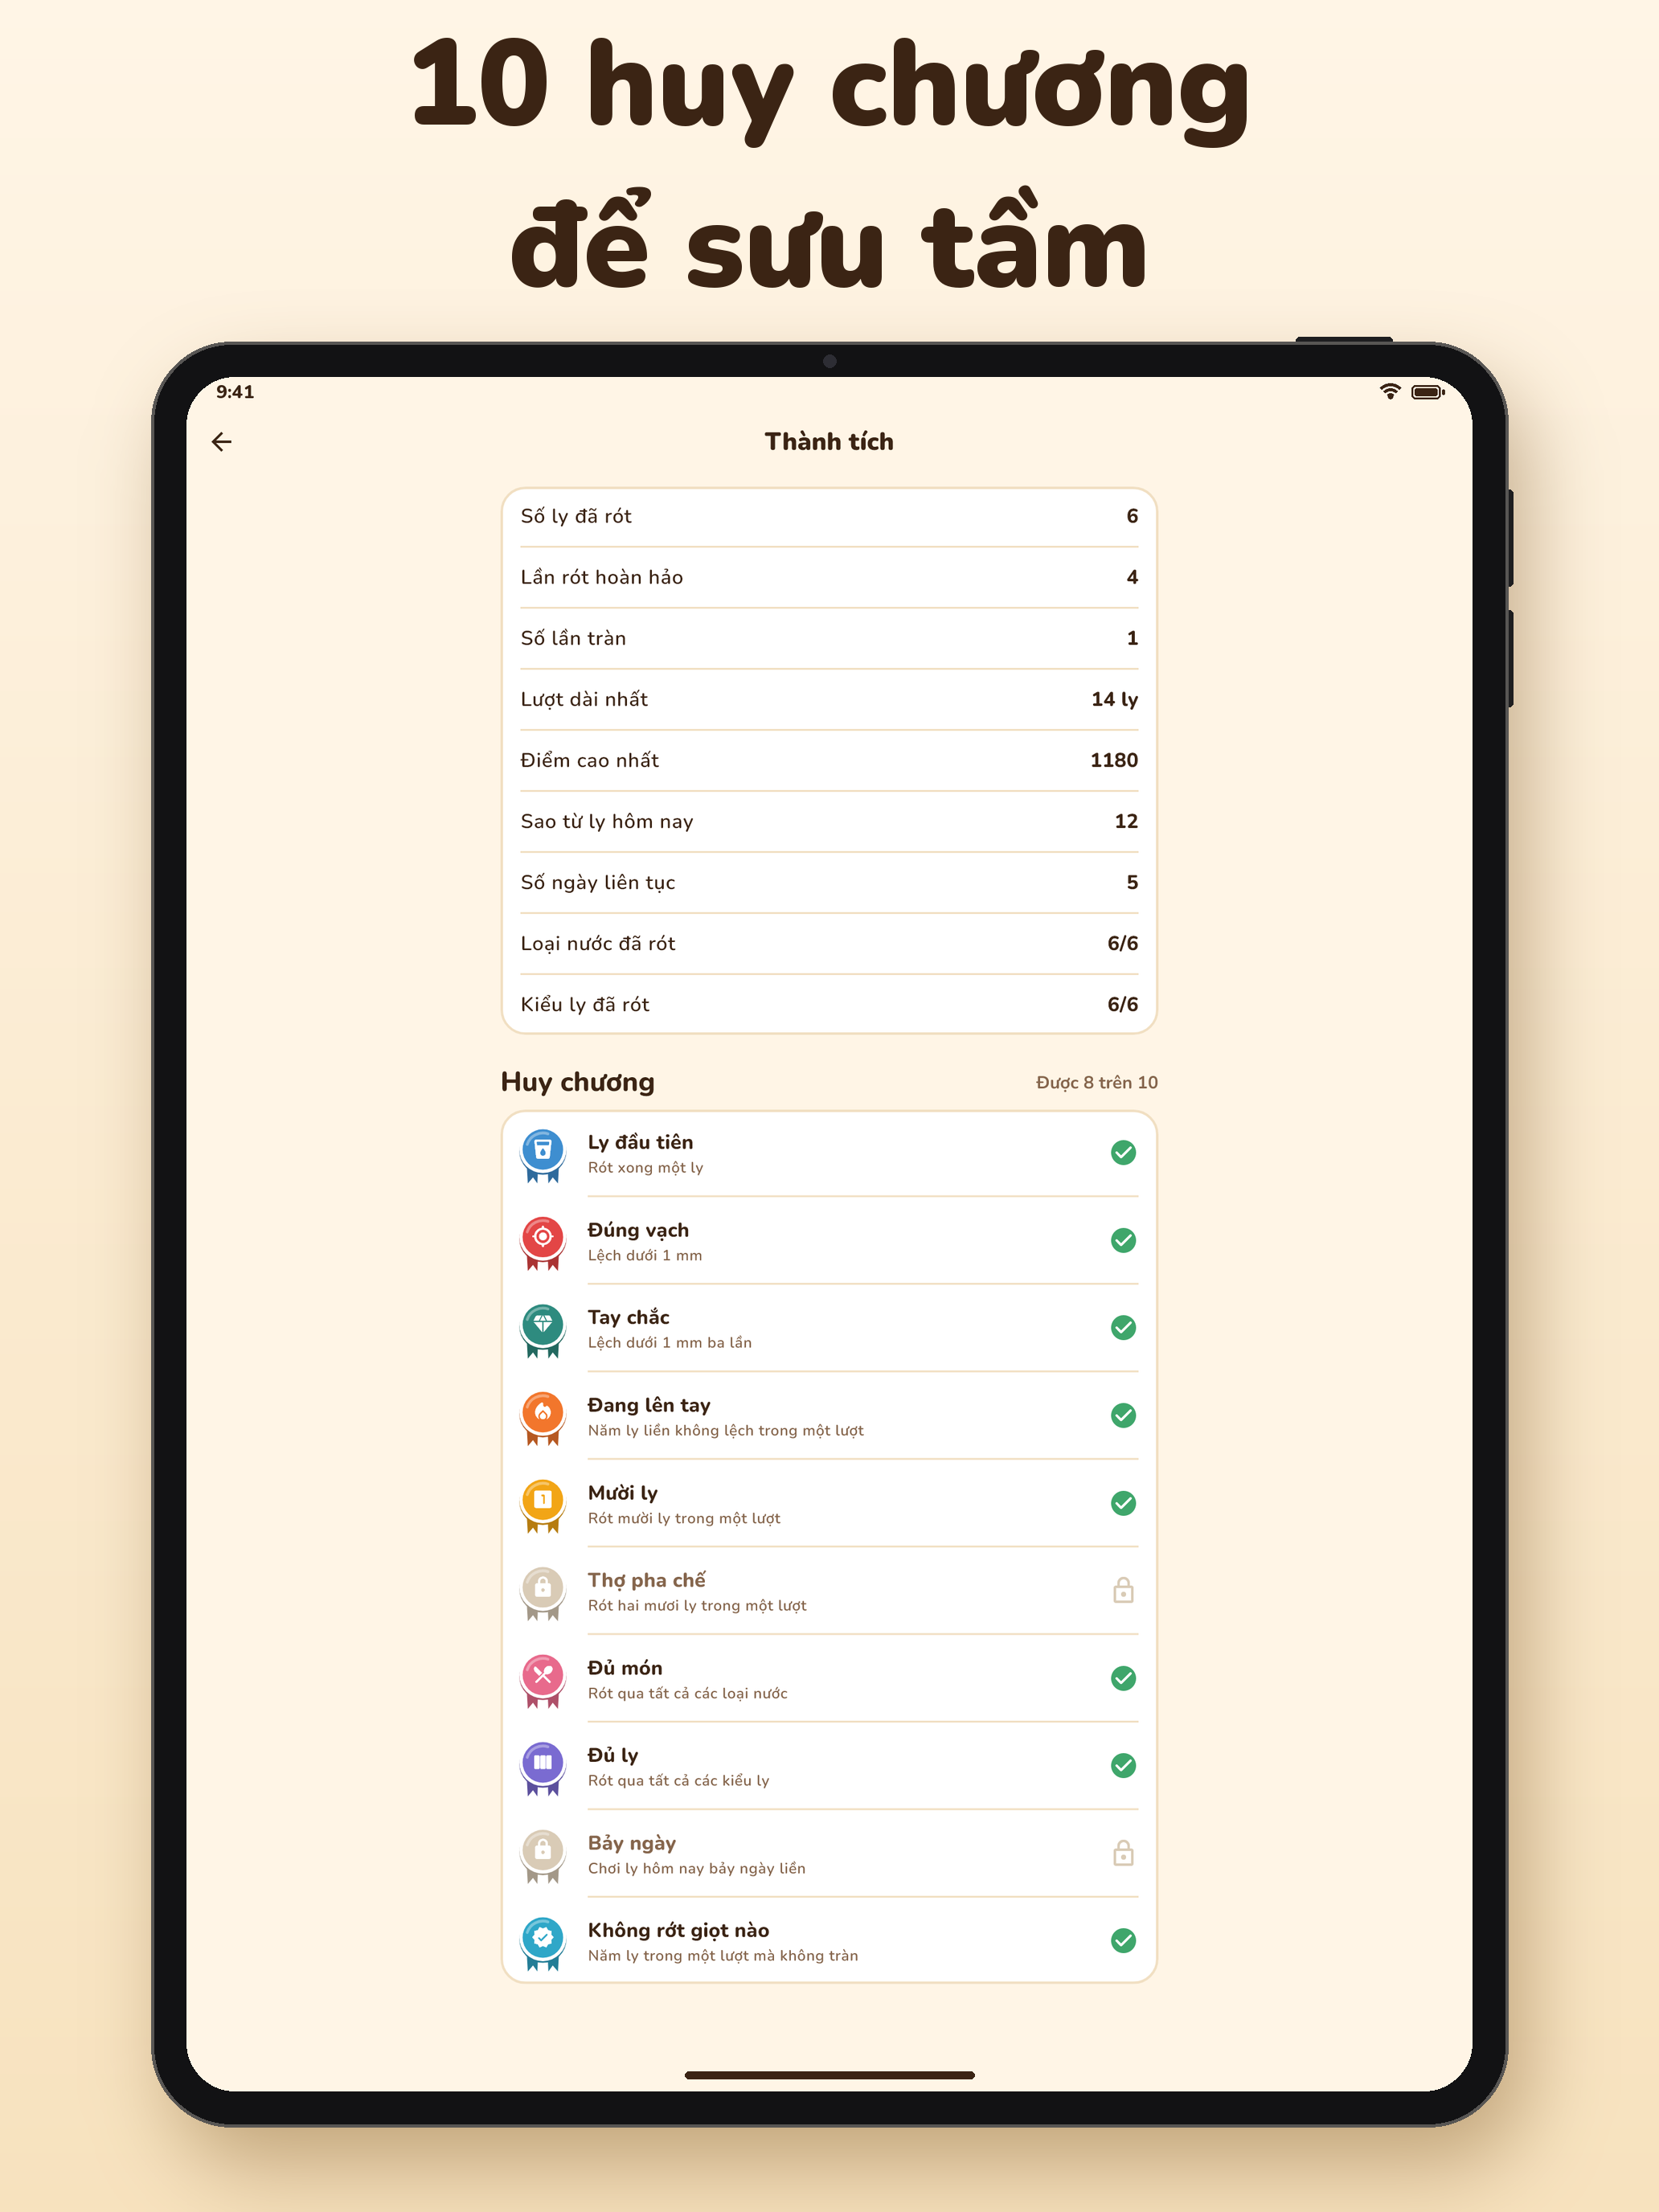 10 huy chương
để sưu tầm
9:41
Thành tích
Số ly đã rót 6
Lần rót hoàn hảo 4
Số lần tràn 1
Lượt dài nhất 14 ly
Điểm cao nhất 1180
Sao từ ly hôm nay 12
Số ngày liên tục 5
Loại nước đã rót 6/6
Kiểu ly đã rót 6/6
Huy chương Được 8 trên 10
Ly đầu tiên
Rót xong một ly
Đúng vạch
Lệch dưới 1 mm
Tay chắc
Lệch dưới 1 mm ba lần
Đang lên tay
Năm ly liền không lệch trong một lượt
1
Mười ly
Rót mười ly trong một lượt
Thợ pha chế
Rót hai mươi ly trong một lượt
Đủ món
Rót qua tất cả các loại nước
Đủ ly
Rót qua tất cả các kiểu ly
Bảy ngày
Chơi ly hôm nay bảy ngày liền
Không rớt giọt nào
Năm ly trong một lượt mà không tràn